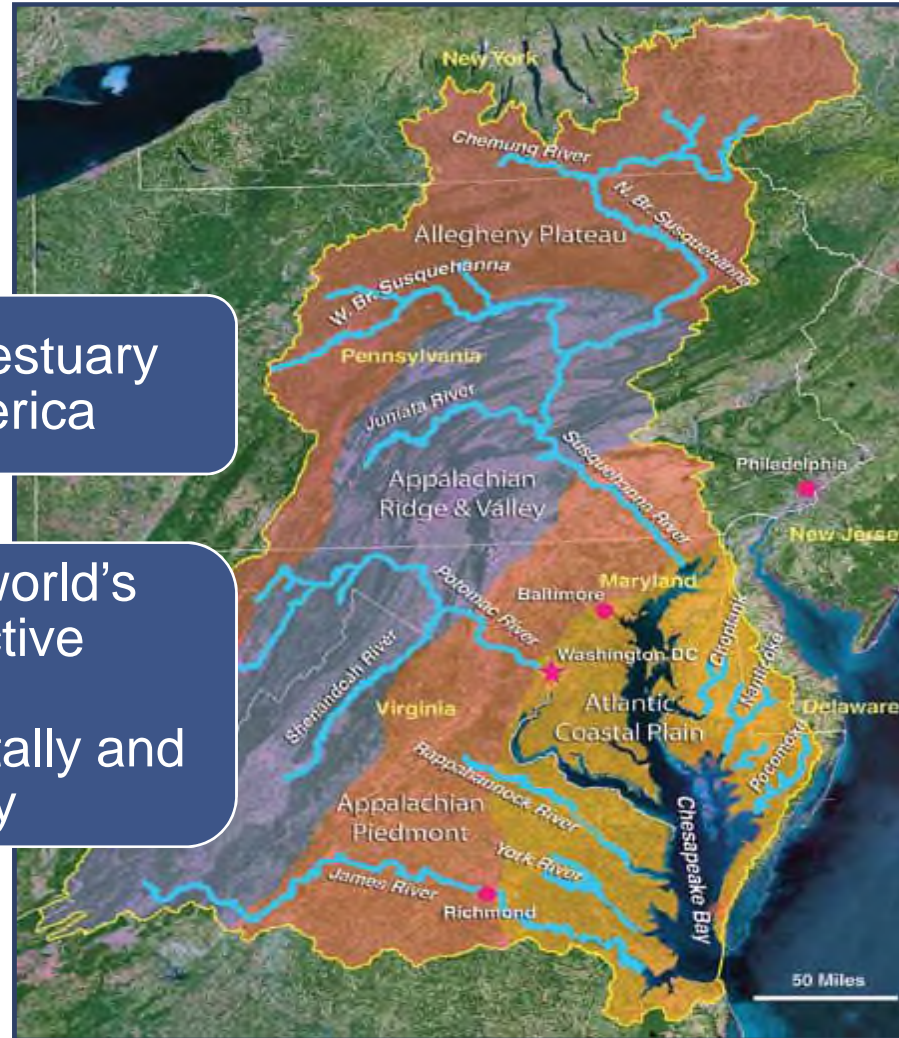 estuary
erica
world's
ctive
tally and
y
New York
Chemung River
N. Br. Susquehanna
Allegheny Plateau
W. Br. Susquehanna
Pennsylvania
Juniata River
Susquehanna River
Philadelphia
Appalachian
Ridge & Valley
New Jerse
Potomac River
Maryland
Baltimore
Choptank
Nanticoke
Washington DC
Shenandoah River
Virginia
Atlantic
Coastal Plain
Delaware
Pocomoke
Rappahannock River
Appalachian
Piedmont
Chesapeake Bay
York River
James River
Richmond
50 Miles